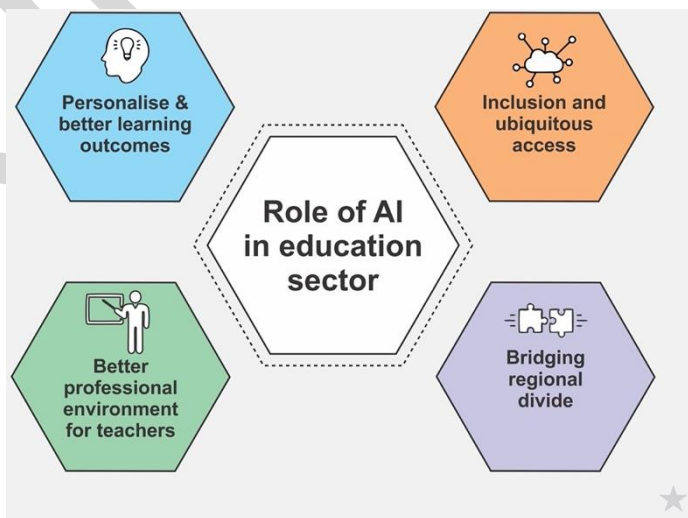 Personalise &
better learning
outcomes
Inclusion and
ubiquitous
access
Role of AI
in education
sector
Better
professional
environment
for teachers
Bridging
regional
divide